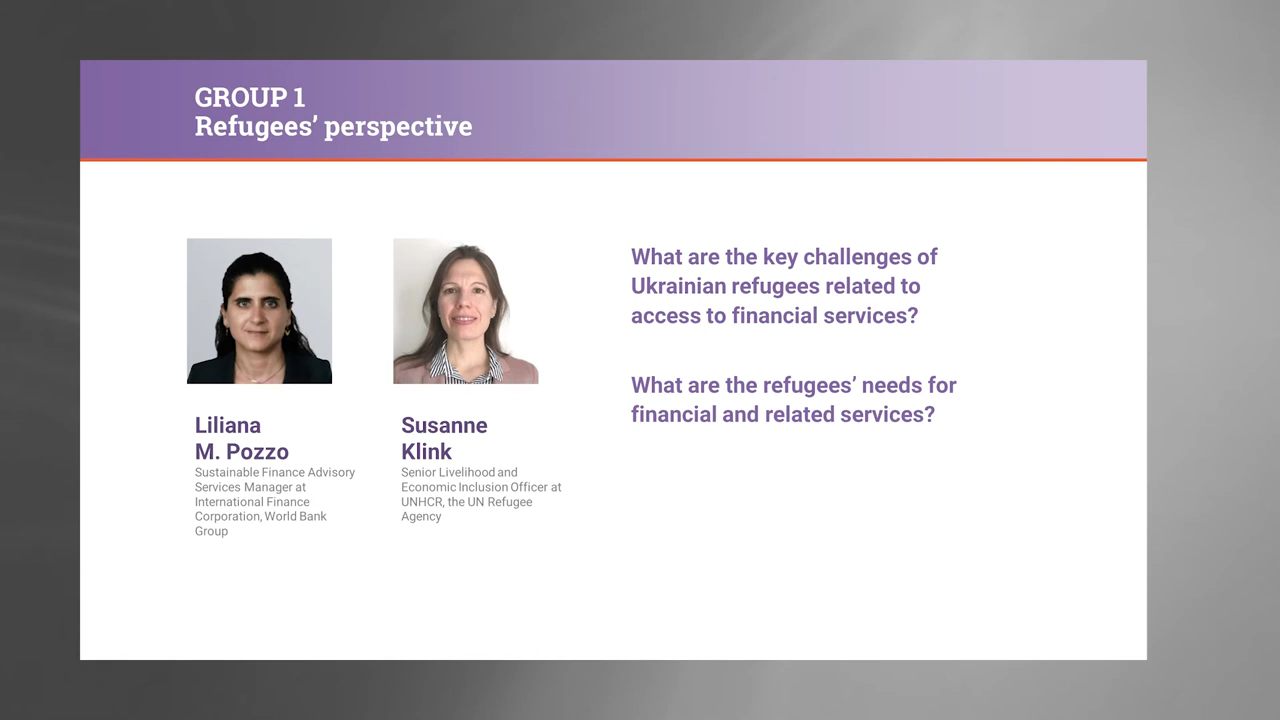 GROUP 1
Refugees’ perspective
Liliana
M. Pozzo
Sustainable Finance Advisory
Services Manager at
International Finance
Corporation, World Bank
Group
Susanne
Klink
Senior Livelihood and
Economic Inclusion Officer at
UNHCR, the UN Refugee
Agency
What are the key challenges of
Ukrainian refugees related to
access to financial services?
What are the refugees’ needs for
financial and related services?